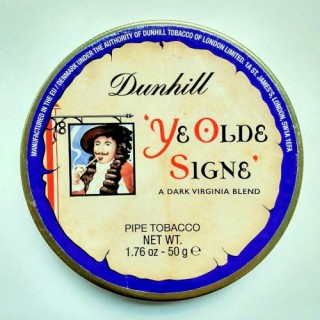 MANUFACTURED IN THE EU / DENMARK UNDER THE AUTHORITY OF DUNHILL TOBACCO OF LONDON LIMITED. 1A ST. JAMES'S, LONDON, SW1A 1EFA
Dunhill
'YE OLDE
SIGNE'
A DARK VIRGINIA BLEND
PIPE TOBACCO
NET WT.
1.76 oz - 50 g ℮